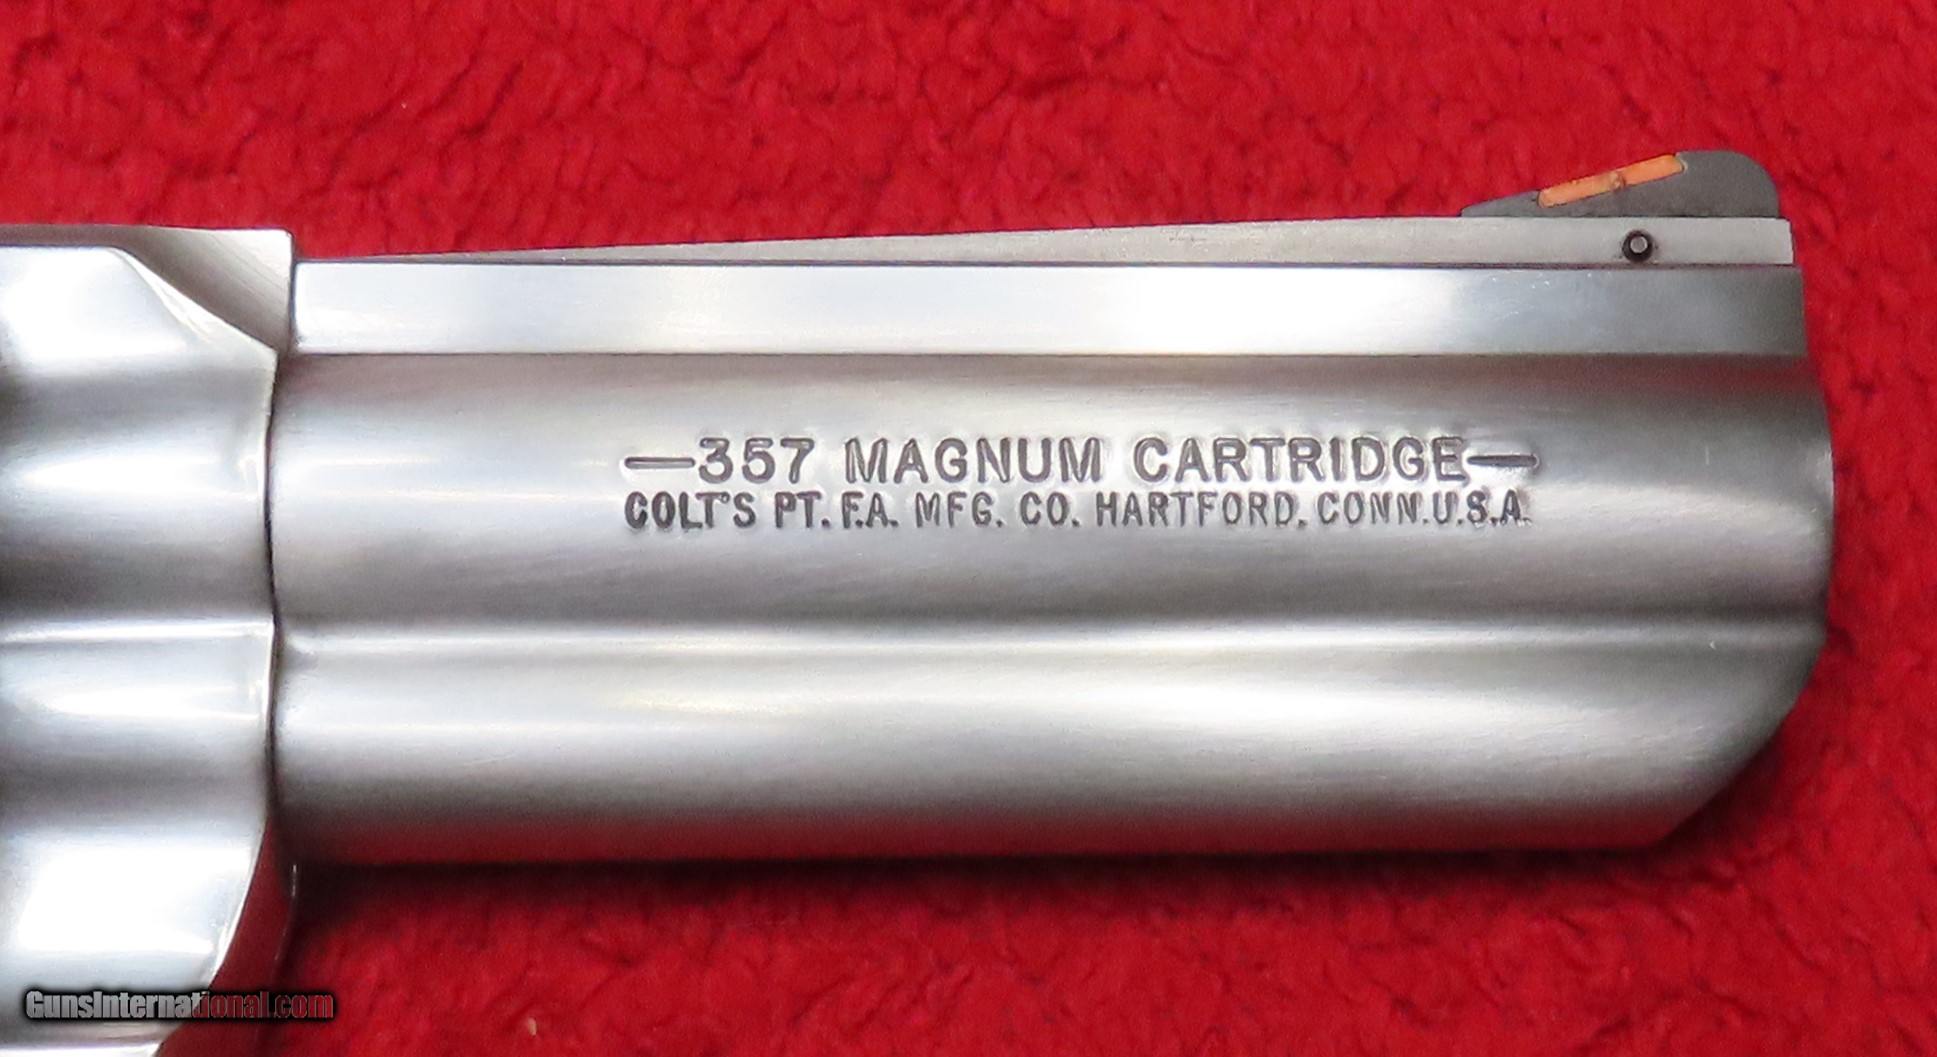 —357 MAGNUM CARTRIDGE—
COLT'S PT. F.A. MFG. CO. HARTFORD, CONN. U.S.A.
GunsInternational.com